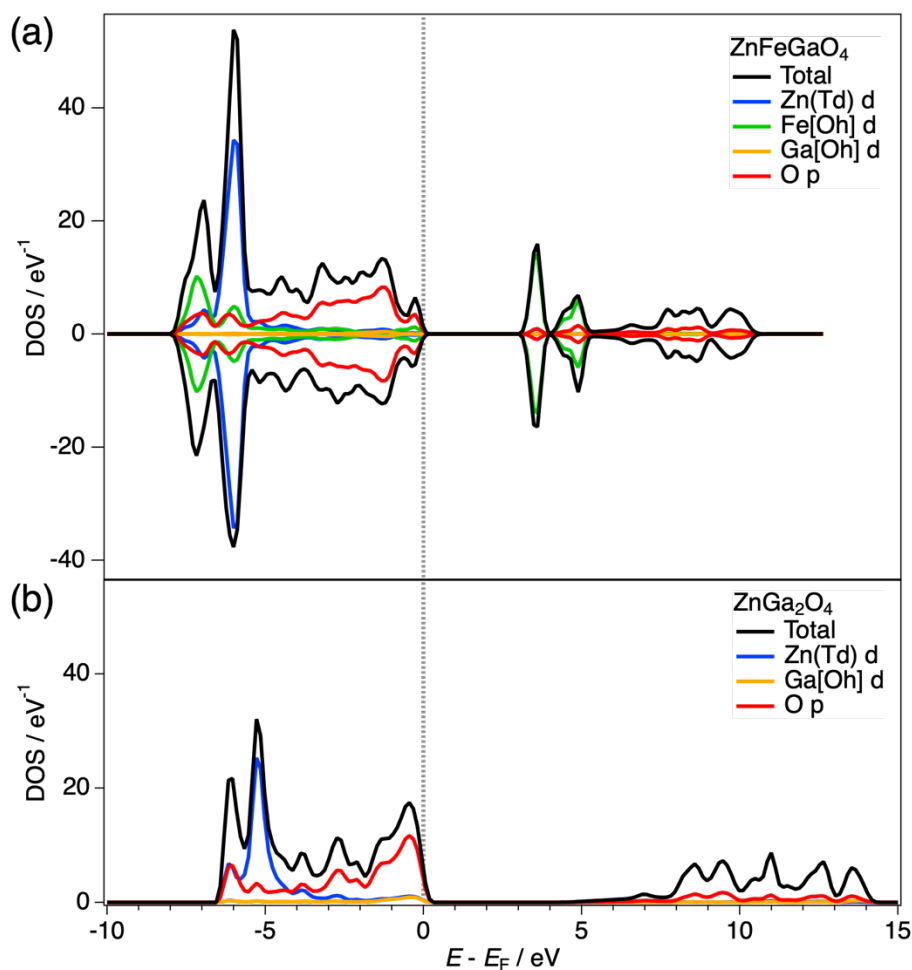 (a)
ZnFeGaO₄
Total
Zn(Td) d
Fe[Oh] d
Ga[Oh] d
O p
DOS / eV⁻¹
40
20
0
-20
-40
(b)
ZnGa₂O₄
Total
Zn(Td) d
Ga[Oh] d
O p
DOS / eV⁻¹
40
20
0
-10 -5 0 5 10 15
E - E_F / eV